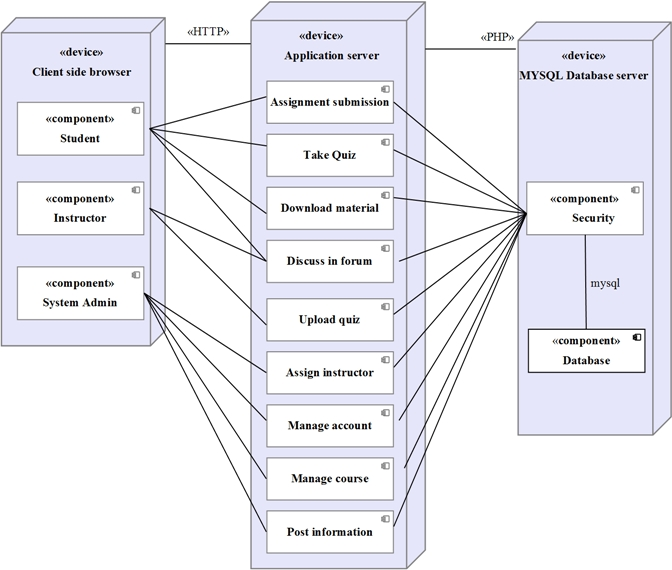 «HTTP»
«PHP»
«device»
Client side browser
«component»
Student
«component»
Instructor
«component»
System Admin
«device»
Application server
Assignment submission
Take Quiz
Download material
Discuss in forum
Upload quiz
Assign instructor
Manage account
Manage course
Post information
«device»
MYSQL Database server
«component»
Security
mysql
«component»
Database